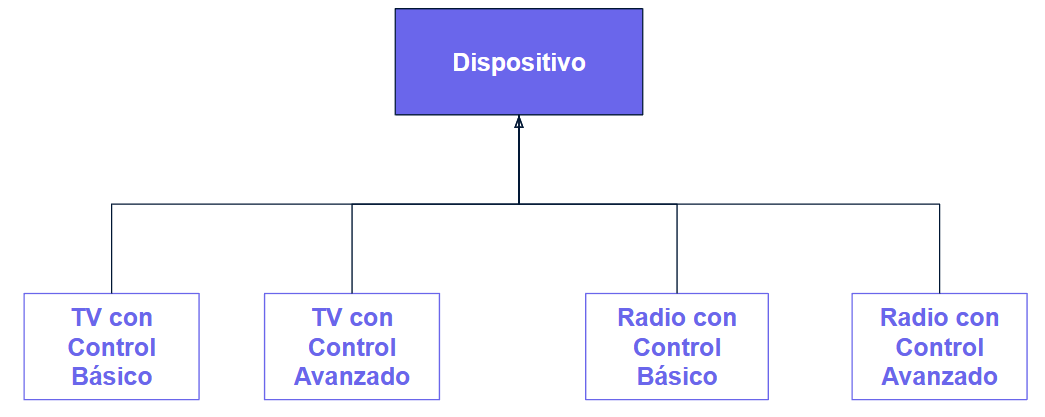 Dispositivo
TV con
Control
Básico
TV con
Control
Avanzado
Radio con
Control
Básico
Radio con
Control
Avanzado